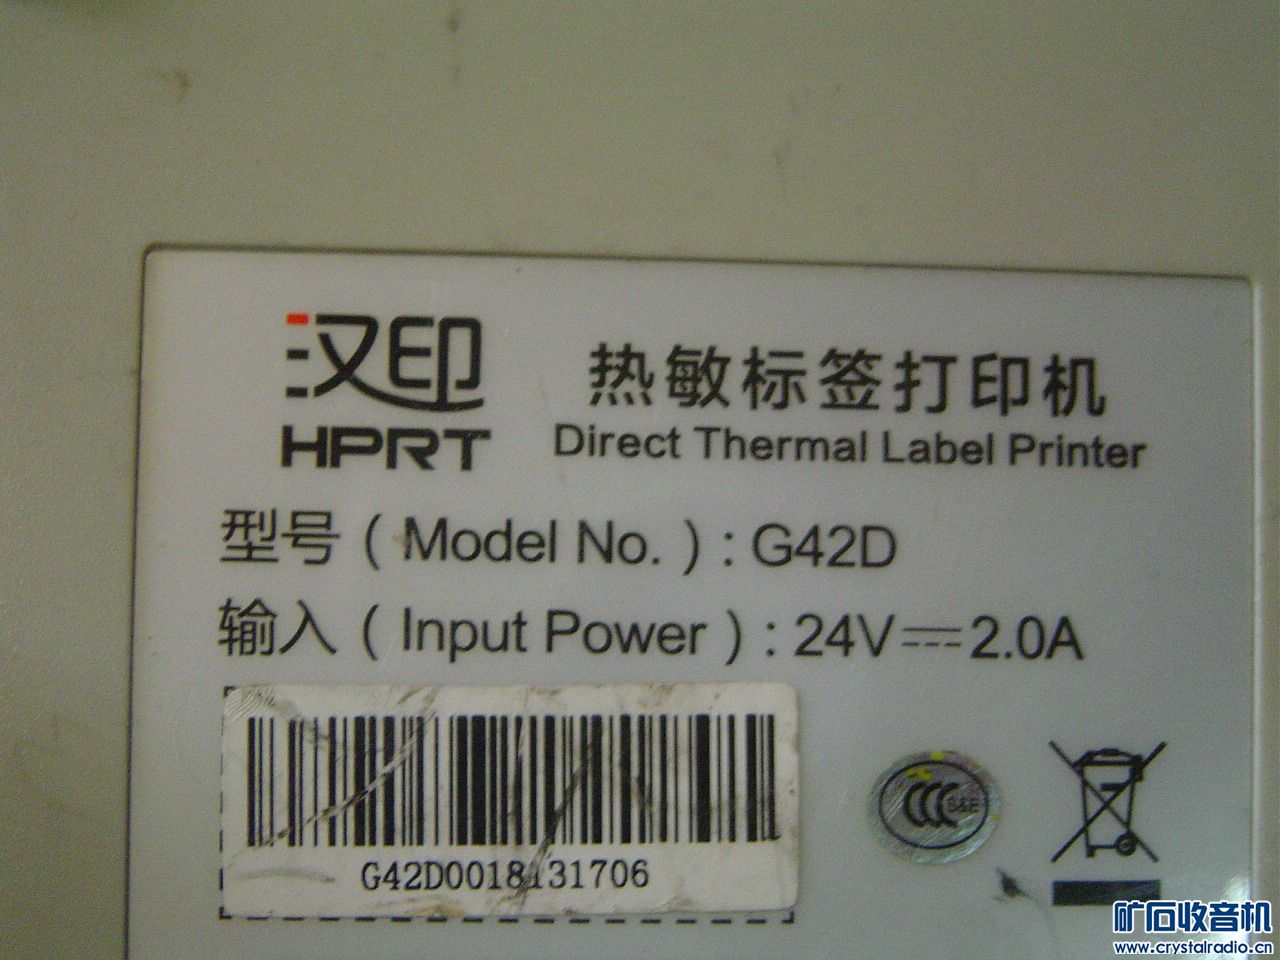 汉印
HPRT
热敏标签打印机
Direct Thermal Label Printer
型号(Model No.):G42D
输入(Input Power):24V⎓2.0A
G42D0018131706
CCC S&E
矿石收音机
www.crystalradio.cn